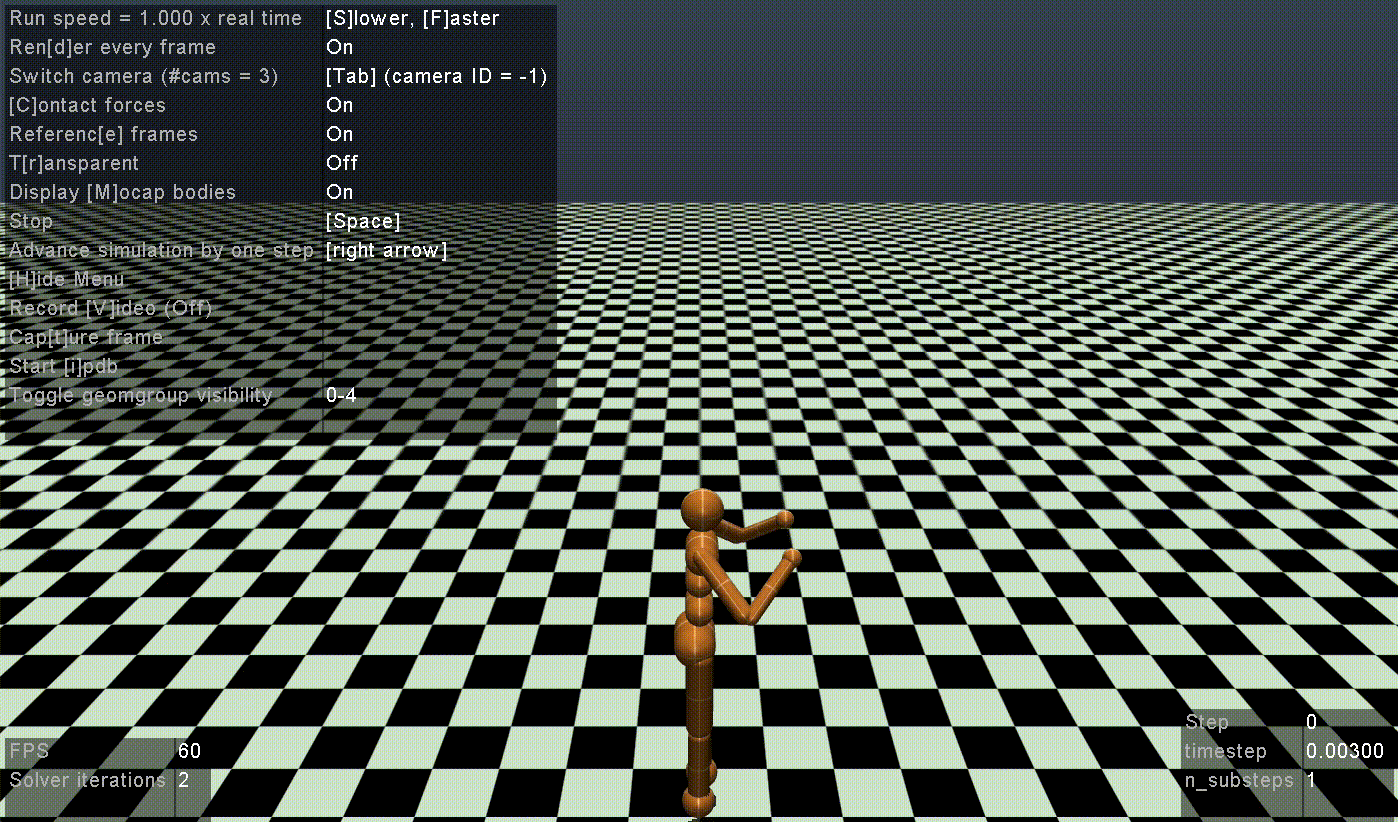 Run speed = 1.000 x real time [S]lower, [F]aster
Ren[d]er every frame On
Switch camera (#cams = 3) [Tab] (camera ID = -1)
[C]ontact forces On
Referenc[e] frames On
T[r]ansparent Off
Display [M]ocap bodies On
Stop [Space]
Advance simulation by one step [right arrow]
[H]ide Menu
Record [V]ideo (Off)
Cap[t]ure frame
Start [i]pdb
Toggle geomgroup visibility 0-4
FPS 60
Solver iterations 2
Step 0
timestep 0.00300
n_substeps 1